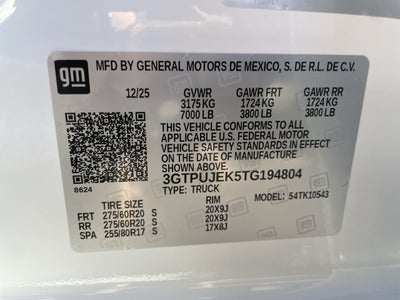 gm
MFD BY GENERAL MOTORS DE MEXICO, S. DE R.L. DE C.V.
12/25 GVWR GAWR FRT GAWR RR
3175 KG 1724 KG 1724 KG
7000 LB 3800 LB 3800 LB
THIS VEHICLE CONFORMS TO ALL
APPLICABLE U.S. FEDERAL MOTOR
VEHICLE SAFETY STANDARDS IN EFFECT
ON THE DATE OF MANUFACTURE
SHOWN ABOVE.
8624
3GTPUJEK5TG194804
TYPE: TRUCK MODEL: 54TK10543
TIRE SIZE RIM
FRT 275/60R20 S 20X9J
RR 275/60R20 S 20X9J
SPA 255/80R17 S 17X8J